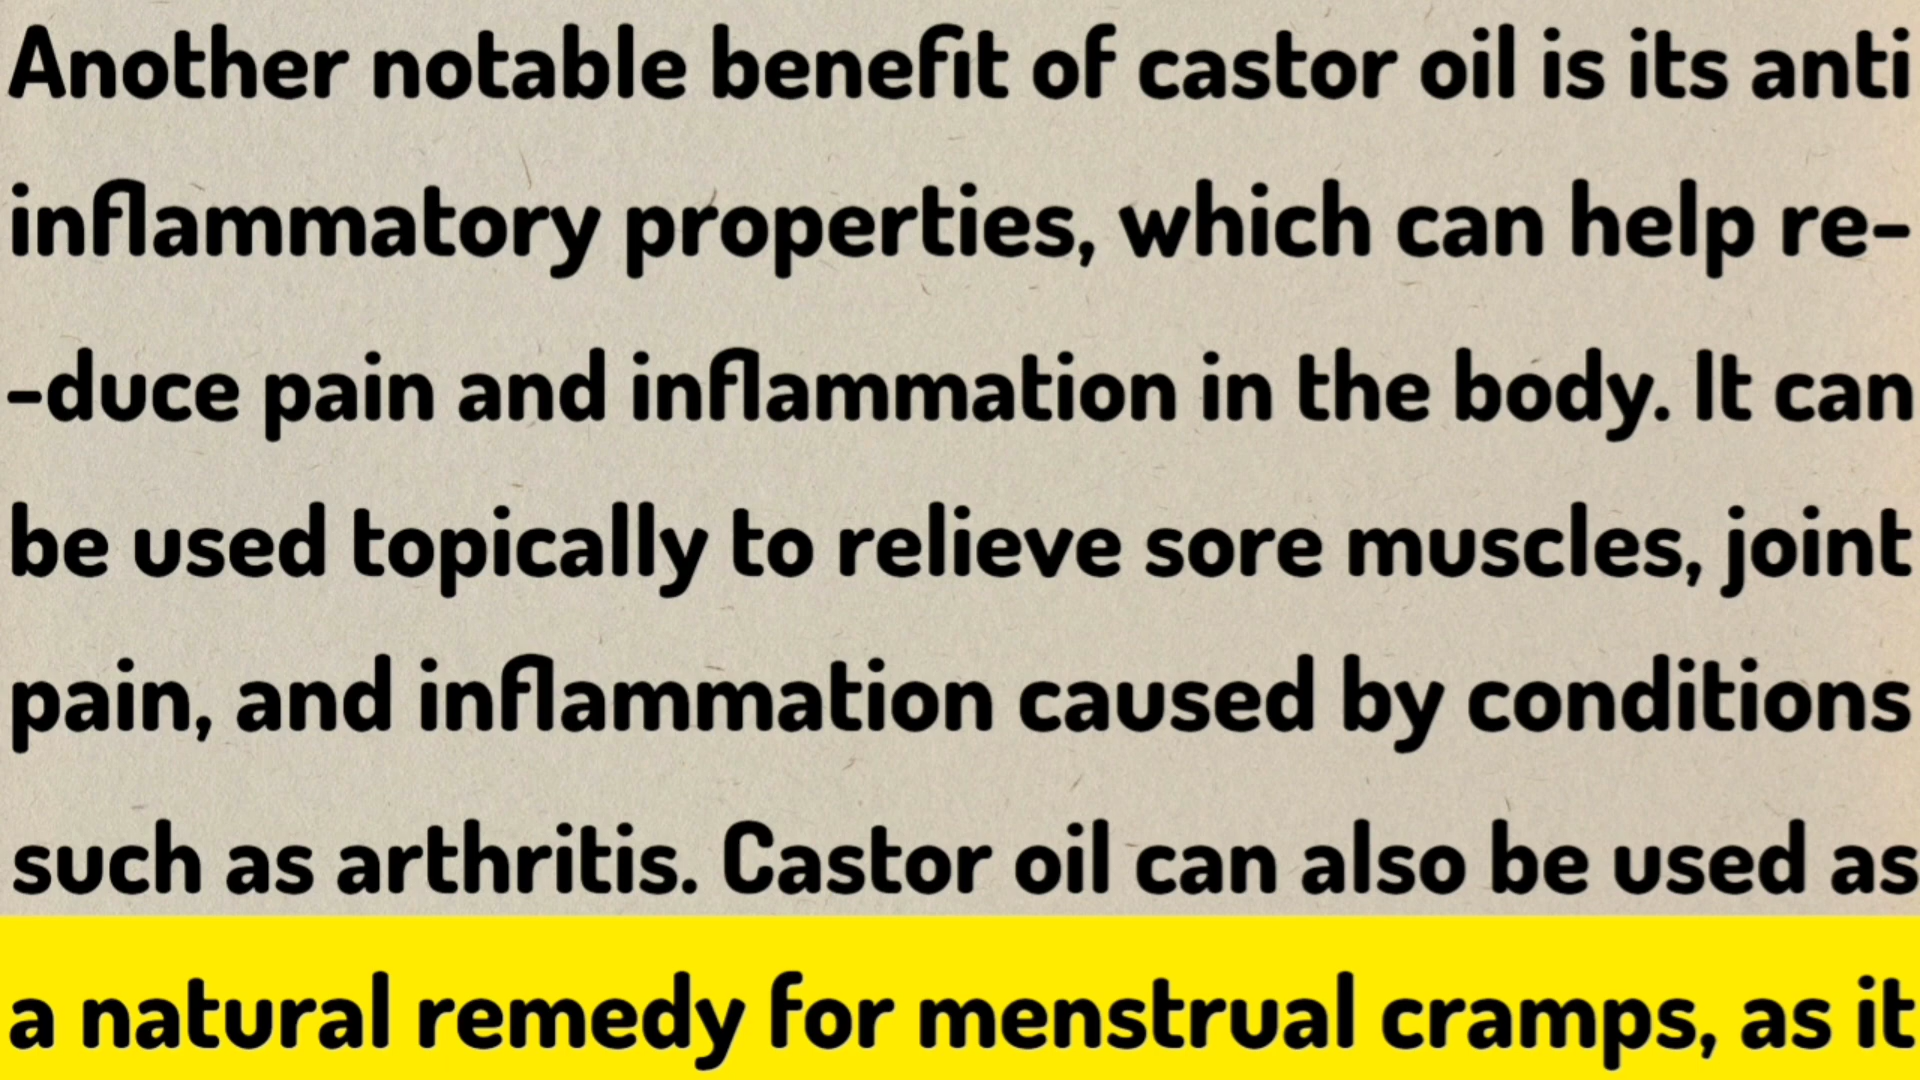 Another notable benefit of castor oil is its anti
inflammatory properties, which can help re-
-duce pain and inflammation in the body. It can
be used topically to relieve sore muscles, joint
pain, and inflammation caused by conditions
such as arthritis. Castor oil can also be used as
a natural remedy for menstrual cramps, as it